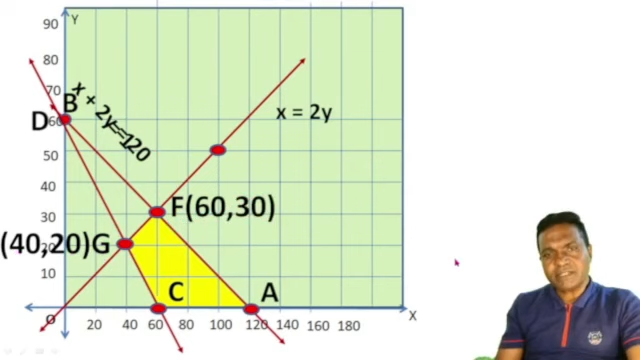 90
Y
80
70
B
x + 2y = 120
x = 2y
D
60
50
40
F(60,30)
30
(40,20)G
20
10
C
A
O
20 40 60 80 100 120 140 160 180
X